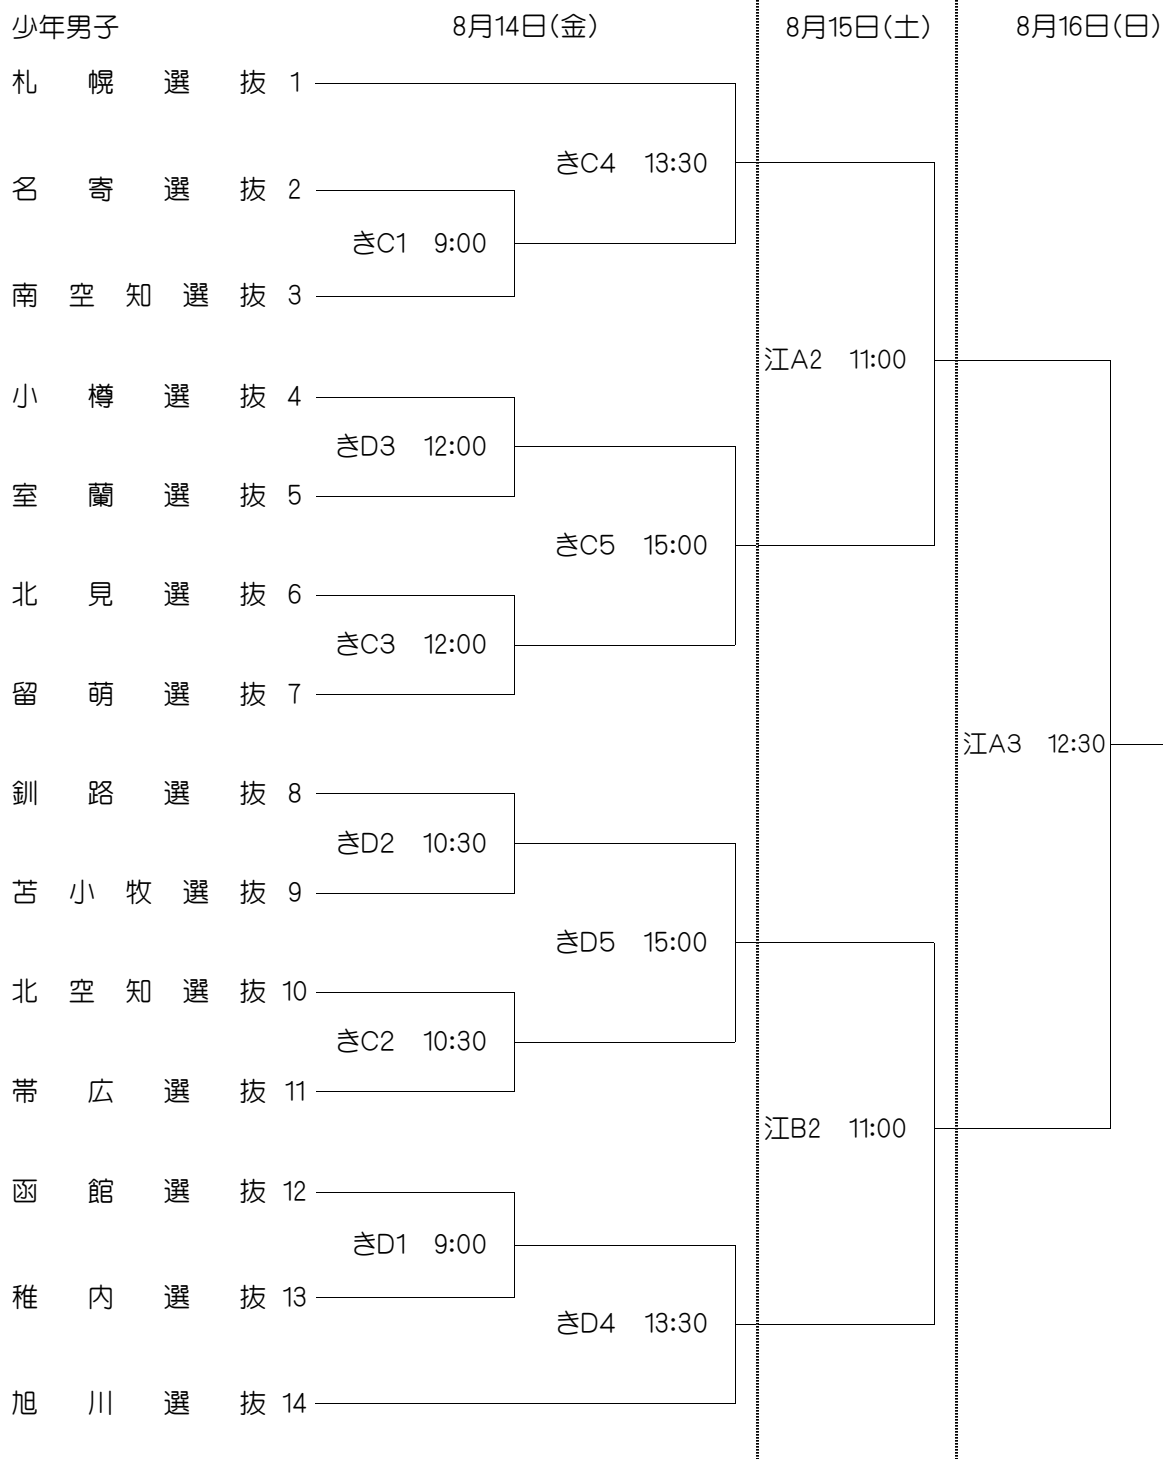 少年男子 8月14日(金) 8月15日(土) 8月16日(日)
札幌選抜 1
きC4 13:30
名寄選抜 2
きC1 9:00
南空知選抜 3
江A2 11:00
小樽選抜 4
きD3 12:00
室蘭選抜 5
きC5 15:00
北見選抜 6
きC3 12:00
留萌選抜 7
江A3 12:30
釧路選抜 8
きD2 10:30
苫小牧選抜 9
きD5 15:00
北空知選抜 10
きC2 10:30
帯広選抜 11
江B2 11:00
函館選抜 12
きD1 9:00
稚内選抜 13
きD4 13:30
旭川選抜 14